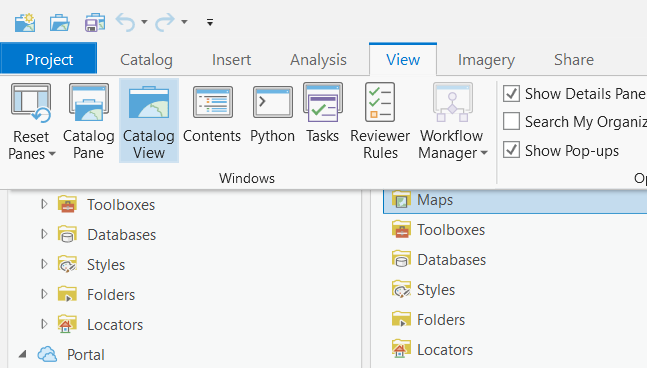 Project Catalog Insert Analysis View Imagery Share
Reset Panes
Catalog Pane
Catalog View
Contents
Python
Tasks
Reviewer Rules
Workflow Manager
Show Details Pane
Search My Organiz
Show Pop-ups
Windows
Op
Toolboxes
Databases
Styles
Folders
Locators
Portal
Maps
Toolboxes
Databases
Styles
Folders
Locators